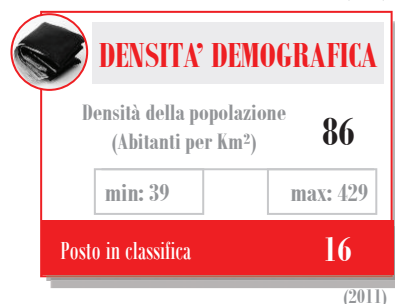 DENSITA’ DEMOGRAFICA
Densità della popolazione
(Abitanti per Km²)
86
min: 39
max: 429
Posto in classifica
16
(2011)